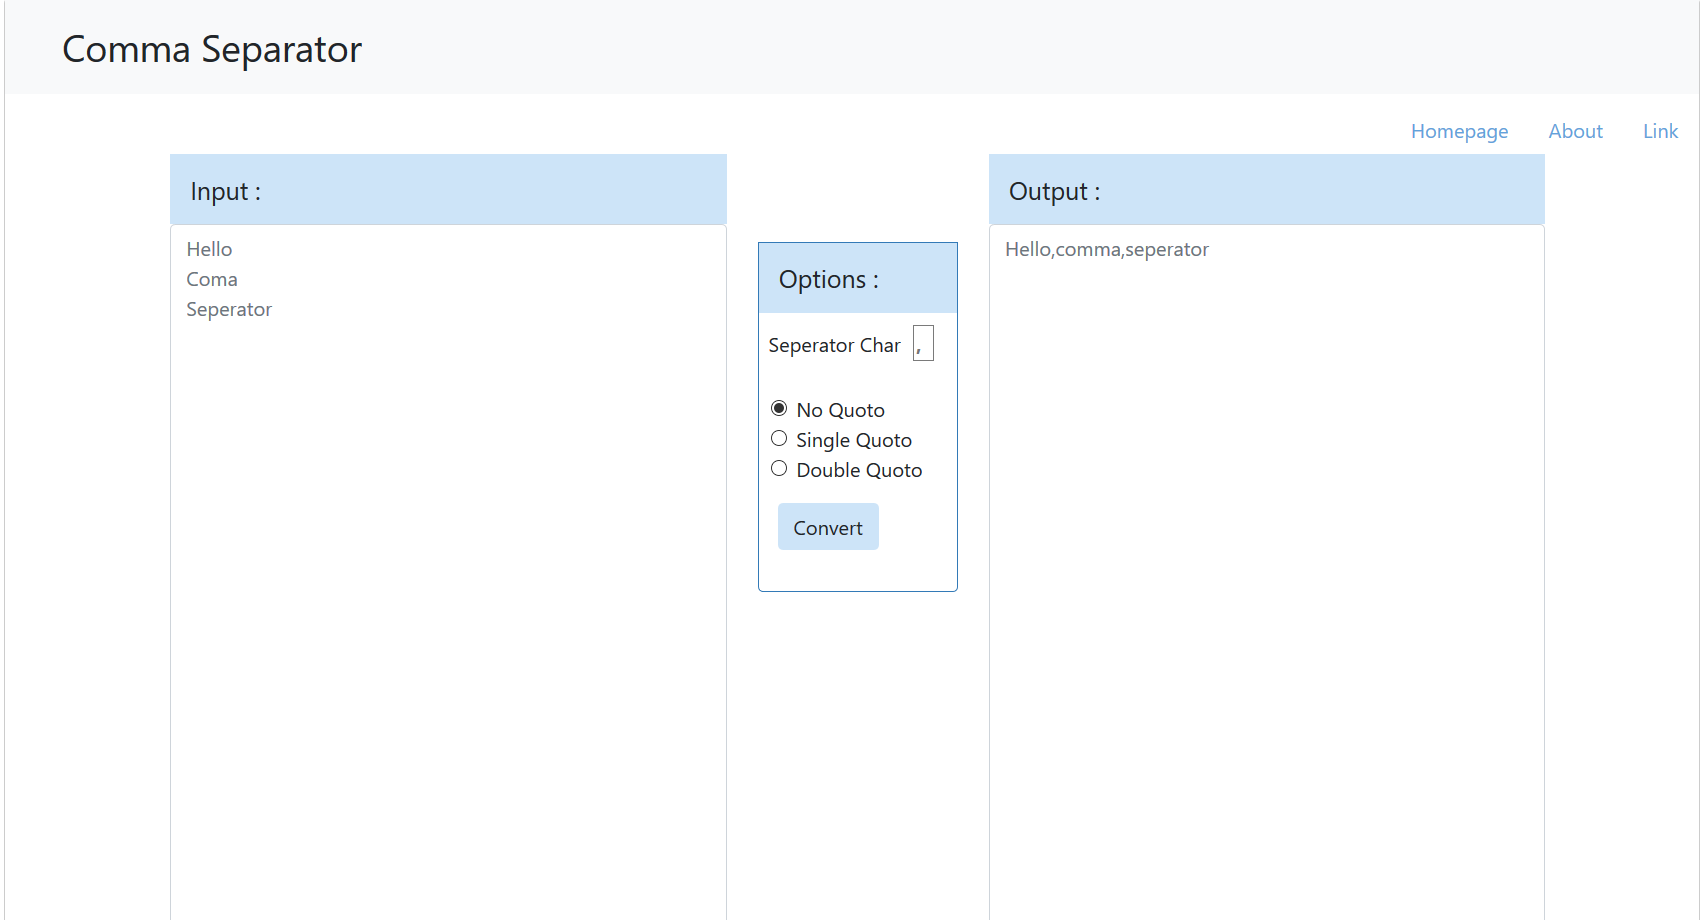 Comma Separator
Homepage About Link
Input :
Hello
Coma
Seperator
Options :
Seperator Char ,
No Quoto
Single Quoto
Double Quoto
Convert
Output :
Hello,comma,seperator